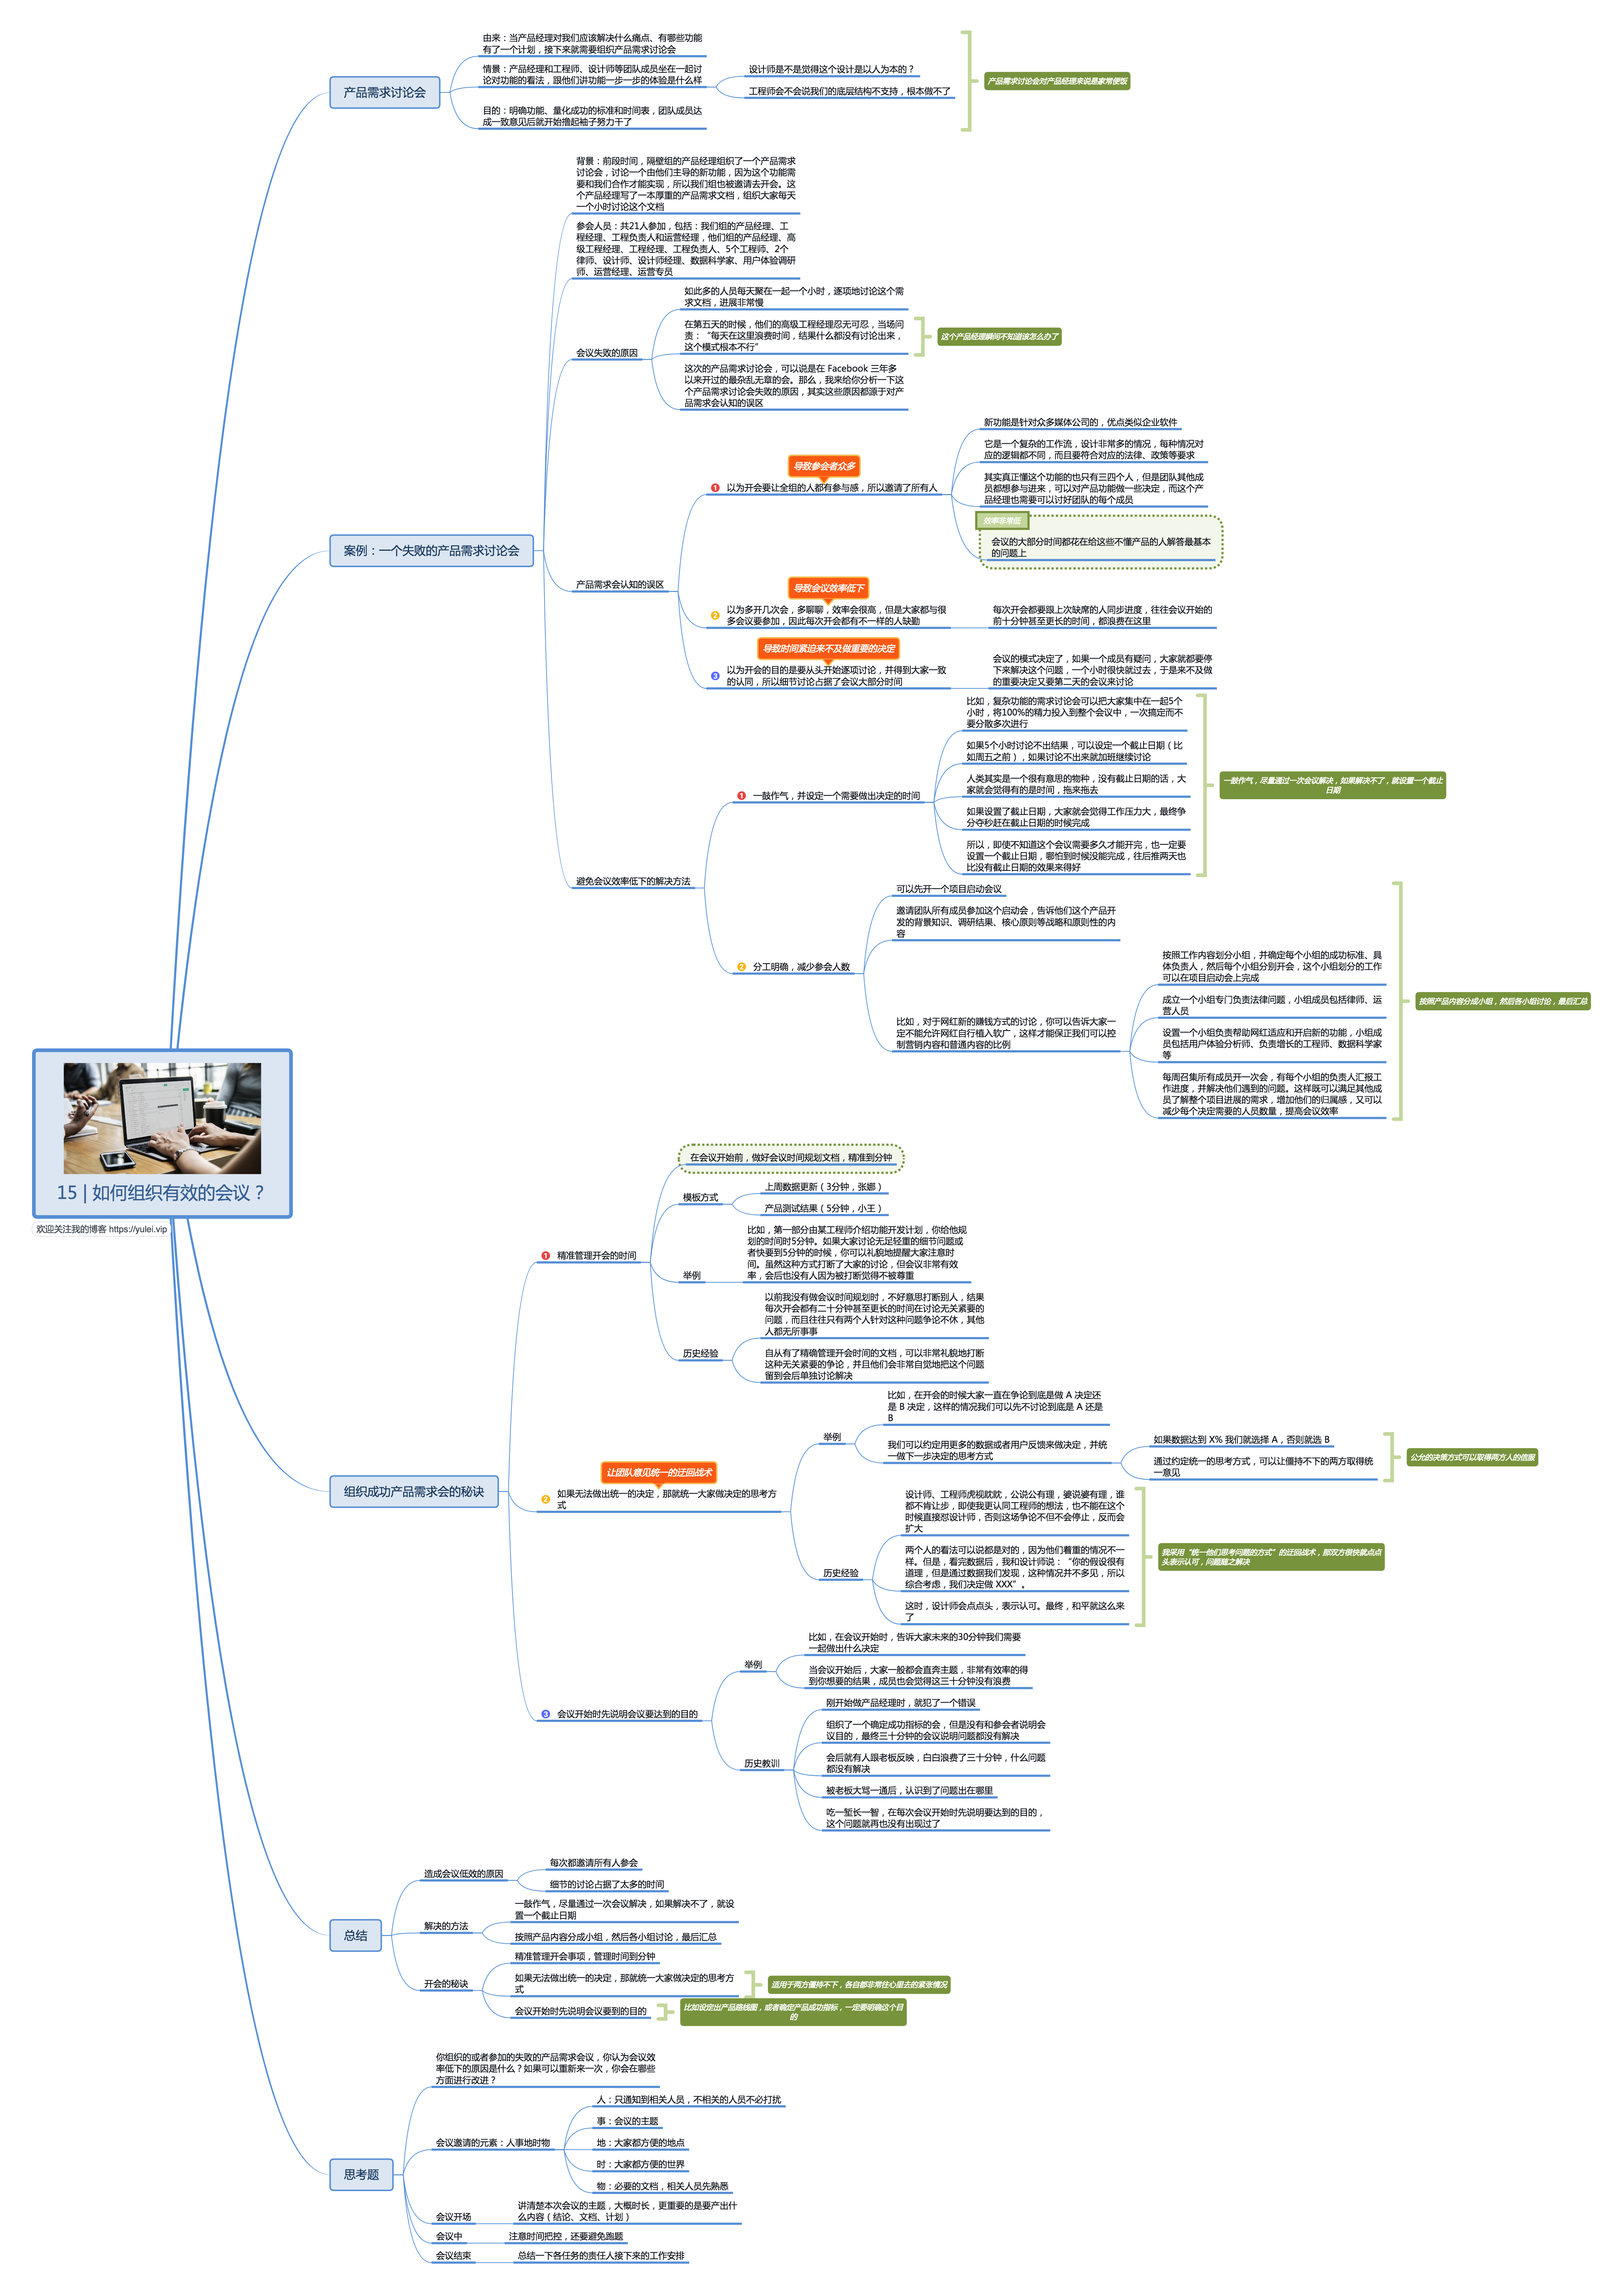 15 | 如何组织有效的会议？
欢迎关注我的博客 https://yulei.vip
产品需求讨论会
由来：当产品经理对我们应该解决什么痛点、有哪些功能
有了一个计划，接下来就需要组织产品需求讨论会
情景：产品经理和工程师、设计师等团队成员坐在一起讨
论对功能的看法，跟他们讲功能一步一步的体验是什么样
设计师是不是觉得这个设计是以人为本的？
工程师会不会说我们的底层结构不支持，根本做不了
目的：明确功能、量化成功的标准和时间表，团队成员达
成一致意见后就开始撸起袖子努力干了
产品需求讨论会对产品经理来说是家常便饭
案例：一个失败的产品需求讨论会
背景：前段时间，隔壁组的产品经理组织了一个产品需求
讨论会，讨论一个由他们主导的新功能，因为这个功能需
要和我们合作才能实现，所以我们组也被邀请去开会。这
个产品经理写了一本厚重的产品需求文档，组织大家每天
一个小时讨论这个文档
参会人员：共21人参加，包括：我们组的产品经理、工
程经理、工程负责人和运营经理，他们组的产品经理、高
级工程经理、工程经理、工程负责人、5个工程师、2个
律师、设计师、设计师经理、数据科学家、用户体验调研
师、运营经理、运营专员
会议失败的原因
如此多的人员每天聚在一起一个小时，逐项地讨论这个需
求文档，进展非常慢
在第五天的时候，他们的高级工程经理忍无可忍，当场问
责：“每天在这里浪费时间，结果什么都没有讨论出来，
这个模式根本不行”
这个产品经理瞬间不知道该怎么办了
这次的产品需求讨论会，可以说是在 Facebook 三年多
以来开过的最杂乱无章的会。那么，我来给你分析一下这
个产品需求讨论会失败的原因，其实这些原因都源于对产
品需求会认知的误区
产品需求会认知的误区
导致参会者众多
1 以为开会要让全组的人都有参与感，所以邀请了所有人
新功能是针对众多媒体公司的，优点类似企业软件
它是一个复杂的工作流，设计非常多的情况，每种情况对
应的逻辑都不同，而且要符合对应的法律、政策等要求
其实真正懂这个功能的也只有三四个人，但是团队其他成
员都想参与进来，可以对产品功能做一些决定，而这个产
品经理也需要可以讨好团队的每个成员
效率非常低
会议的大部分时间都花在给这些不懂产品的人解答最基本
的问题上
导致会议效率低下
2 以为多开几次会，多聊聊，效率会很高，但是大家都与很
多会议要参加，因此每次开会都有不一样的人缺勤
每次开会都要跟上次缺席的人同步进度，往往会议开始的
前十分钟甚至更长的时间，都浪费在这里
导致时间紧迫来不及做重要的决定
3 以为开会的目的是要从头开始逐项讨论，并得到大家一致
的认同，所以细节讨论占据了会议大部分时间
会议的模式决定了，如果一个成员有疑问，大家就都要停
下来解决这个问题，一个小时很快就过去，于是来不及做
的重要决定又要第二天的会议来讨论
避免会议效率低下的解决方法
1 一鼓作气，并设定一个需要做出决定的时间
比如，复杂功能的需求讨论会可以把大家集中在一起5个
小时，将100%的精力投入到整个会议中，一次搞定而不
要分散多次进行
如果5个小时讨论不出结果，可以设定一个截止日期（比
如周五之前），如果讨论不出来就加班继续讨论
人类其实是一个很有意思的物种，没有截止日期的话，大
家就会觉得有的是时间，拖来拖去
如果设置了截止日期，大家就会觉得工作压力大，最终争
分夺秒赶在截止日期的时候完成
所以，即使不知道这个会议需要多久才能开完，也一定要
设置一个截止日期，哪怕到时候没能完成，往后推两天也
比没有截止日期的效果来得好
一鼓作气，尽量通过一次会议解决，如果解决不了，就设置一个截止
日期
2 分工明确，减少参会人数
可以先开一个项目启动会议
邀请团队所有成员参加这个启动会，告诉他们这个产品开
发的背景知识、调研结果、核心原则等战略和原则性的内
容
比如，对于网红新的赚钱方式的讨论，你可以告诉大家一
定不能允许网红自行植入软广，这样才能保正我们可以控
制营销内容和普通内容的比例
按照工作内容划分小组，并确定每个小组的成功标准、具
体负责人，然后每个小组分别开会，这个小组划分的工作
可以在项目启动会上完成
成立一个小组专门负责法律问题，小组成员包括律师、运
营人员
设置一个小组负责帮助网红适应和开启新的功能，小组成
员包括用户体验分析师、负责增长的工程师、数据科学家
等
每周召集所有成员开一次会，有每个小组的负责人汇报工
作进度，并解决他们遇到的问题。这样既可以满足其他成
员了解整个项目进展的需求，增加他们的归属感，又可以
减少每个决定需要的人员数量，提高会议效率
按照产品内容分成小组，然后各小组讨论，最后汇总
组织成功产品需求会的秘诀
1 精准管理开会的时间
在会议开始前，做好会议时间规划文档，精准到分钟
模板方式
上周数据更新（3分钟，张娜）
产品测试结果（5分钟，小王）
举例
比如，第一部分由某工程师介绍功能开发计划，你给他规
划的时间时5分钟。如果大家讨论无足轻重的细节问题或
者快要到5分钟的时候，你可以礼貌地提醒大家注意时
间。虽然这种方式打断了大家的讨论，但会议非常有效
率，会后也没有人因为被打断觉得不被尊重
历史经验
以前我没有做会议时间规划时，不好意思打断别人，结果
每次开会都有二十分钟甚至更长的时间在讨论无关紧要的
问题，而且往往只有两个人针对这种问题争论不休，其他
人都无所事事
自从有了精确管理开会时间的文档，可以非常礼貌地打断
这种无关紧要的争论，并且他们会非常自觉地把这个问题
留到会后单独讨论解决
让团队意见统一的迂回战术
2 如果无法做出统一的决定，那就统一大家做决定的思考方
式
举例
比如，在开会的时候大家一直在争论到底是做 A 决定还
是 B 决定，这样的情况我们可以先不讨论到底是 A 还是
B
我们可以约定用更多的数据或者用户反馈来做决定，并统
一做下一步决定的思考方式
如果数据达到 X% 我们就选择 A，否则就选 B
通过约定统一的思考方式，可以让僵持不下的两方取得统
一意见
公允的决策方式可以取得两方人的信服
历史经验
设计师、工程师虎视眈眈，公说公有理，婆说婆有理，谁
都不肯让步，即使我更认同工程师的想法，也不能在这个
时候直接怼设计师，否则这场争论不但不会停止，反而会
扩大
两个人的看法可以说都是对的，因为他们着重的情况不一
样。但是，看完数据后，我和设计师说：“你的假设很有
道理，但是通过数据我们发现，这种情况并不多见，所以
综合考虑，我们决定做 XXX”。
这时，设计师会点点头，表示认可。最终，和平就这么来
了
我采用“统一他们思考问题的方式”的迂回战术，那双方很快就点点
头表示认可，问题随之解决
3 会议开始时先说明会议要达到的目的
举例
比如，在会议开始时，告诉大家未来的30分钟我们需要
一起做出什么决定
当会议开始后，大家一般都会直奔主题，非常有效率的得
到你想要的结果，成员也会觉得这三十分钟没有浪费
历史教训
刚开始做产品经理时，就犯了一个错误
组织了一个确定成功指标的会，但是没有和参会者说明会
议目的，最终三十分钟的会议说明问题都没有解决
会后就有人跟老板反映，白白浪费了三十分钟，什么问题
都没有解决
被老板大骂一通后，认识到了问题出在哪里
吃一堑长一智，在每次会议开始时先说明要达到的目的，
这个问题就再也没有出现过了
总结
造成会议低效的原因
每次都邀请所有人参会
细节的讨论占据了太多的时间
解决的方法
一鼓作气，尽量通过一次会议解决，如果解决不了，就设
置一个截止日期
按照产品内容分成小组，然后各小组讨论，最后汇总
开会的秘诀
精准管理开会事项，管理时间到分钟
如果无法做出统一的决定，那就统一大家做决定的思考方
式
适用于两方僵持不下，各自都非常往心里去的紧张情况
会议开始时先说明会议要到的目的
比如设定出产品路线图，或者确定产品成功指标，一定要明确这个目
的
思考题
你组织的或者参加的失败的产品需求会议，你认为会议效
率低下的原因是什么？如果可以重新来一次，你会在哪些
方面进行改进？
会议邀请的元素：人事地时物
人：只通知到相关人员，不相关的人员不必打扰
事：会议的主题
地：大家都方便的地点
时：大家都方便的世界
物：必要的文档，相关人员先熟悉
会议开场
讲清楚本次会议的主题，大概时长，更重要的是要产出什
么内容（结论、文档、计划）
会议中
注意时间把控，还要避免跑题
会议结束
总结一下各任务的责任人接下来的工作安排